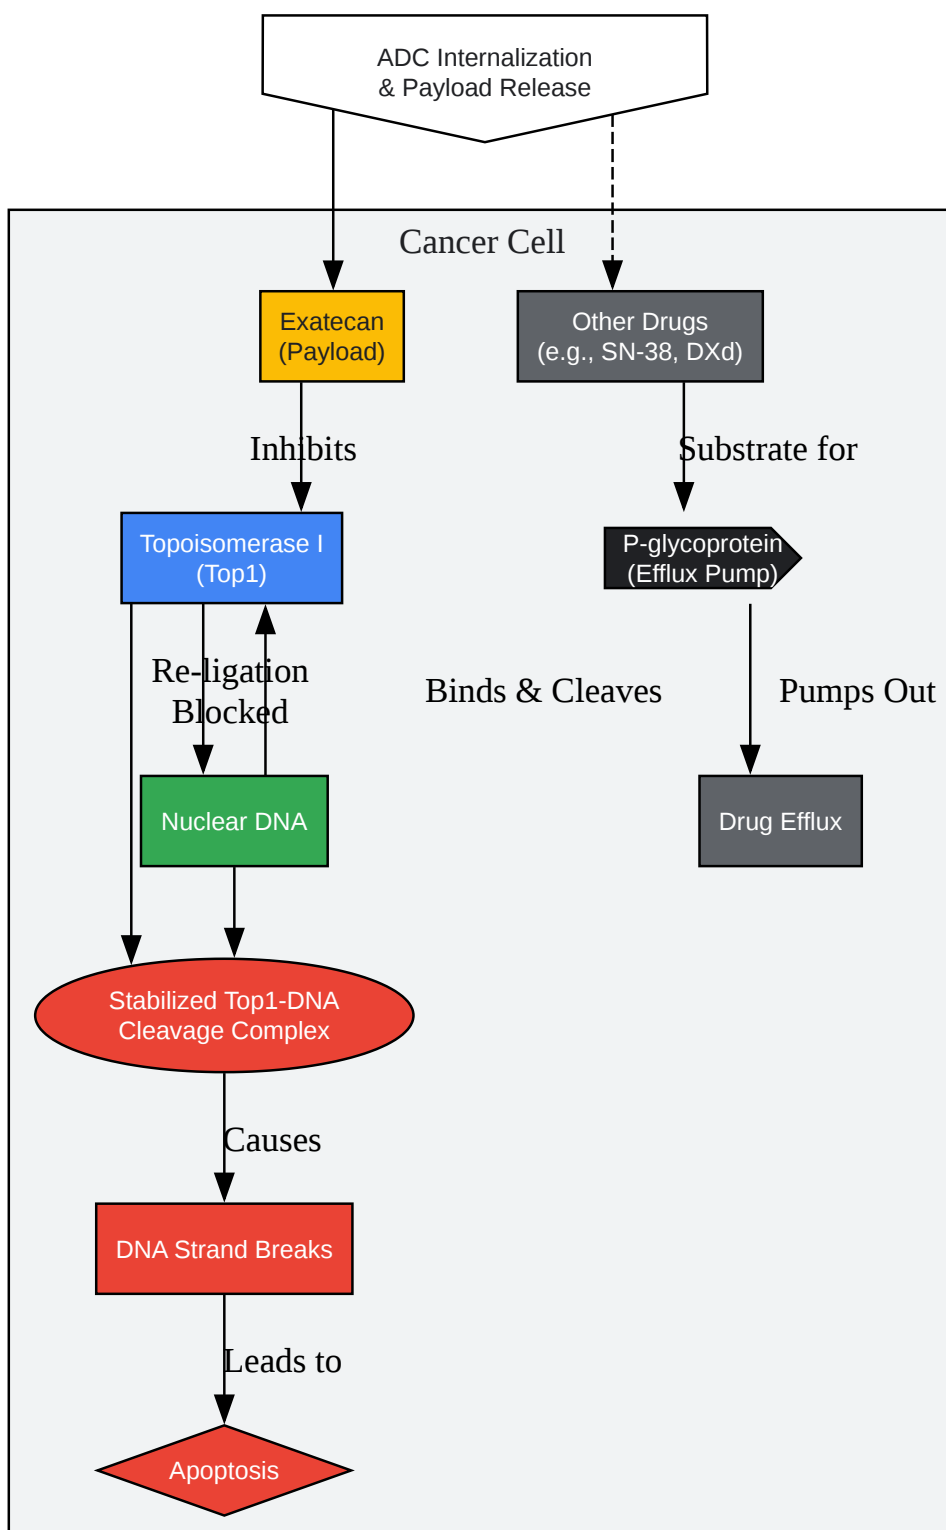 ADC Internalization
& Payload Release
Cancer Cell
Exatecan
(Payload)
Other Drugs
(e.g., SN-38, DXd)
Inhibits
Substrate for
Topoisomerase I
(Top1)
P-glycoprotein
(Efflux Pump)
Re-ligation
Blocked
Binds & Cleaves
Pumps Out
Nuclear DNA
Drug Efflux
Stabilized Top1-DNA
Cleavage Complex
Causes
DNA Strand Breaks
Leads to
Apoptosis